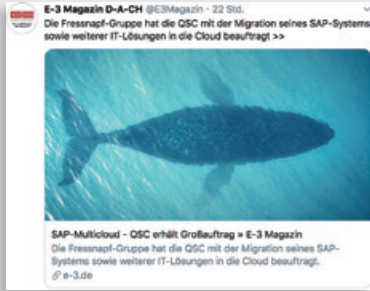 E-3 Magazin D-A-CH @E3Magazin · 22 Std.
Die Fressnapf-Gruppe hat die QSC mit der Migration seines SAP-Systems
sowie weiterer IT-Lösungen in die Cloud beauftragt >>
SAP-Multicloud - QSC erhält Großauftrag » E-3 Magazin
Die Fressnapf-Gruppe hat die QSC mit der Migration seines SAP-
Systems sowie weiterer IT-Lösungen in die Cloud beauftragt.
e-3.de